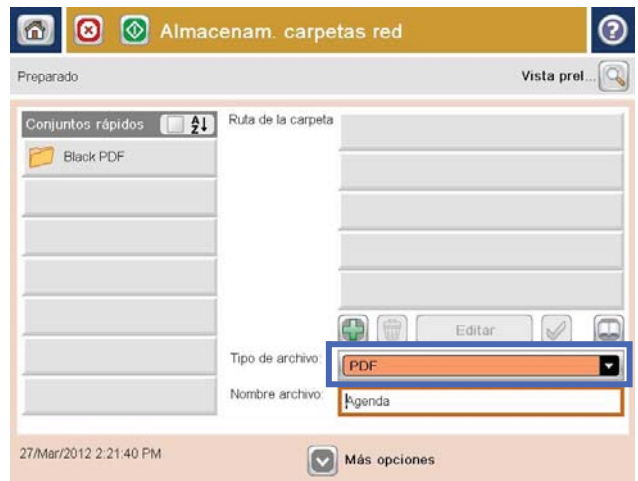 Almacenam. carpetas red
Preparado
Vista prel...
Conjuntos rápidos
Ruta de la carpeta
Black PDF
Editar
Tipo de archivo:
PDF
Nombre archivo:
Agenda
27/Mar/2012 2:21:40 PM
Más opciones